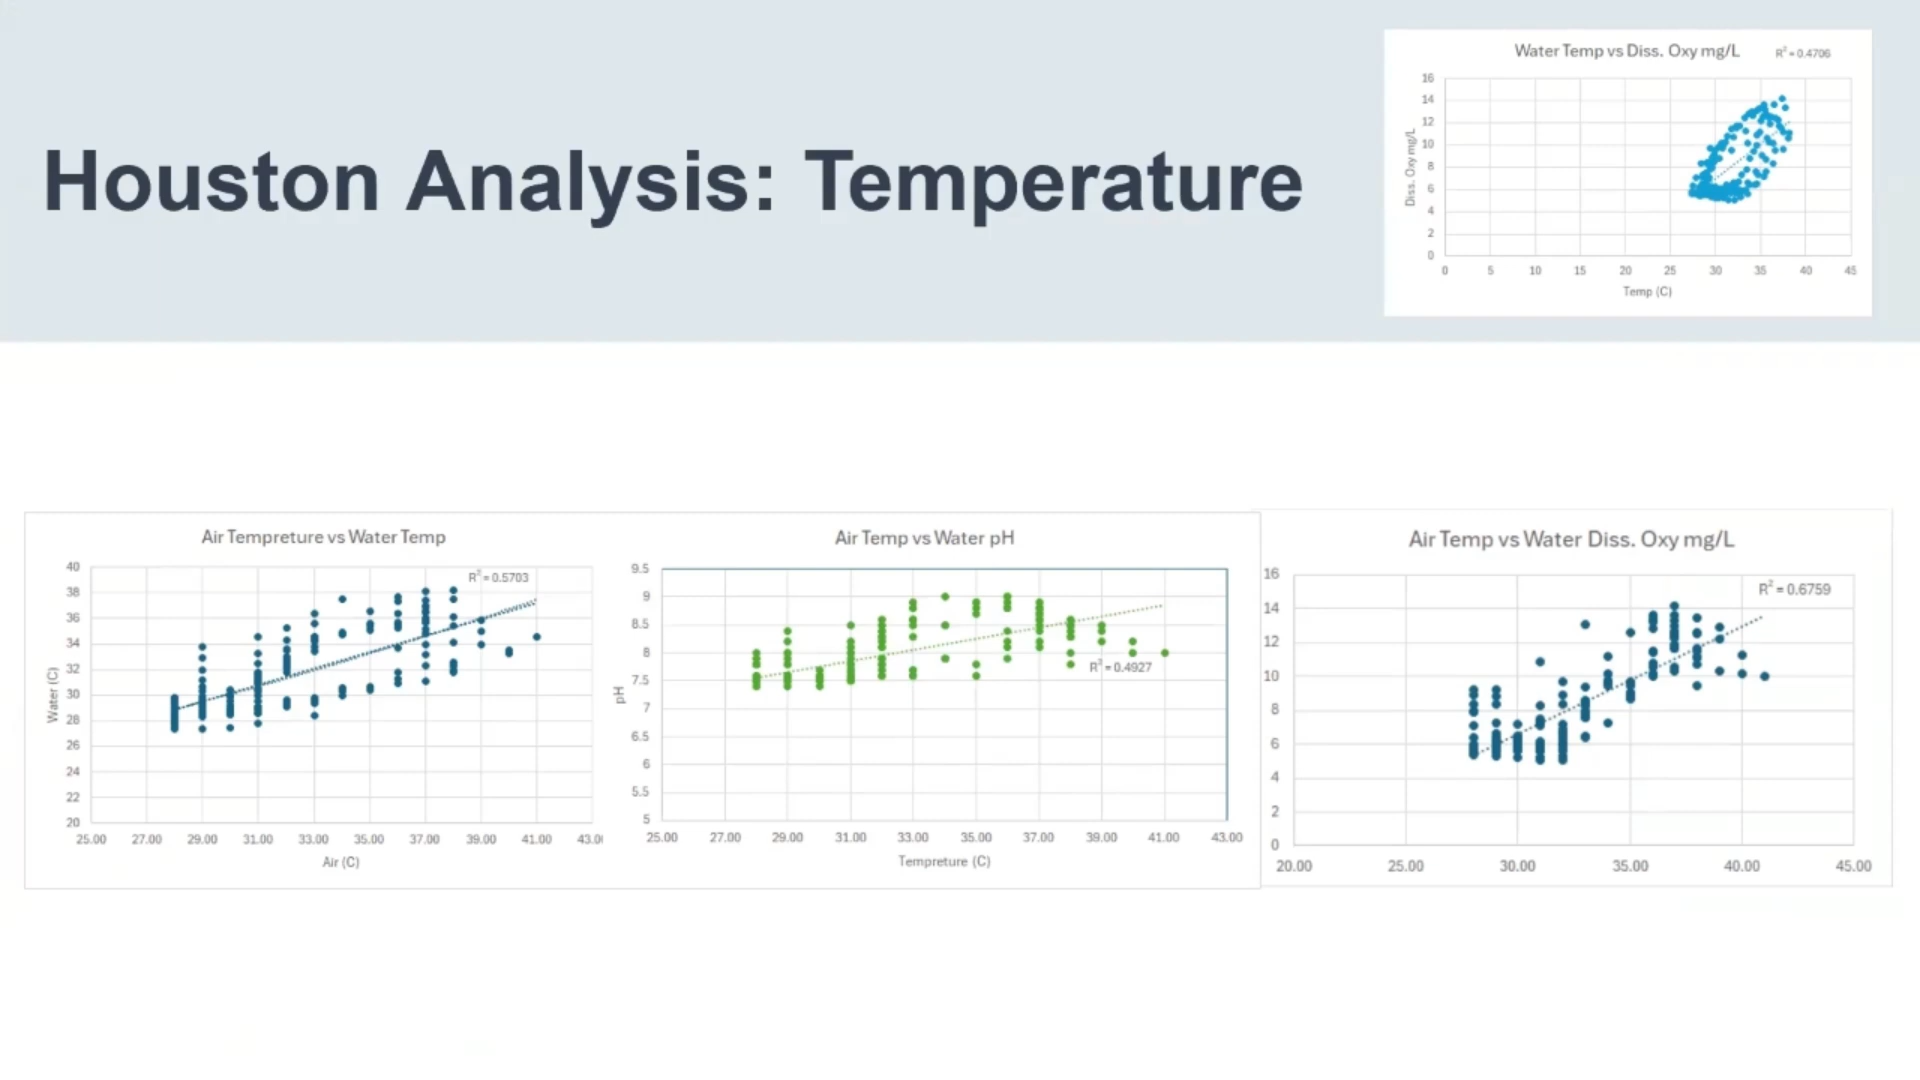 Houston Analysis: Temperature
Water Temp vs Diss. Oxy mg/L
R² = 0.4706
16
14
12
10
8
6
4
2
0
Diss. Oxy mg/L
0 5 10 15 20 25 30 35 40 45
Temp (C)
Air Tempreture vs Water Temp
R² = 0.5703
40
38
36
34
32
30
28
26
24
22
20
Water (C)
25.00 27.00 29.00 31.00 33.00 35.00 37.00 39.00 41.00 43.00
Air (C)
Air Temp vs Water pH
9.5
9
8.5
8
7.5
7
6.5
6
5.5
5
pH
R² = 0.4927
25.00 27.00 29.00 31.00 33.00 35.00 37.00 39.00 41.00 43.00
Tempreture (C)
Air Temp vs Water Diss. Oxy mg/L
R² = 0.6759
16
14
12
10
8
6
4
2
0
20.00 25.00 30.00 35.00 40.00 45.00